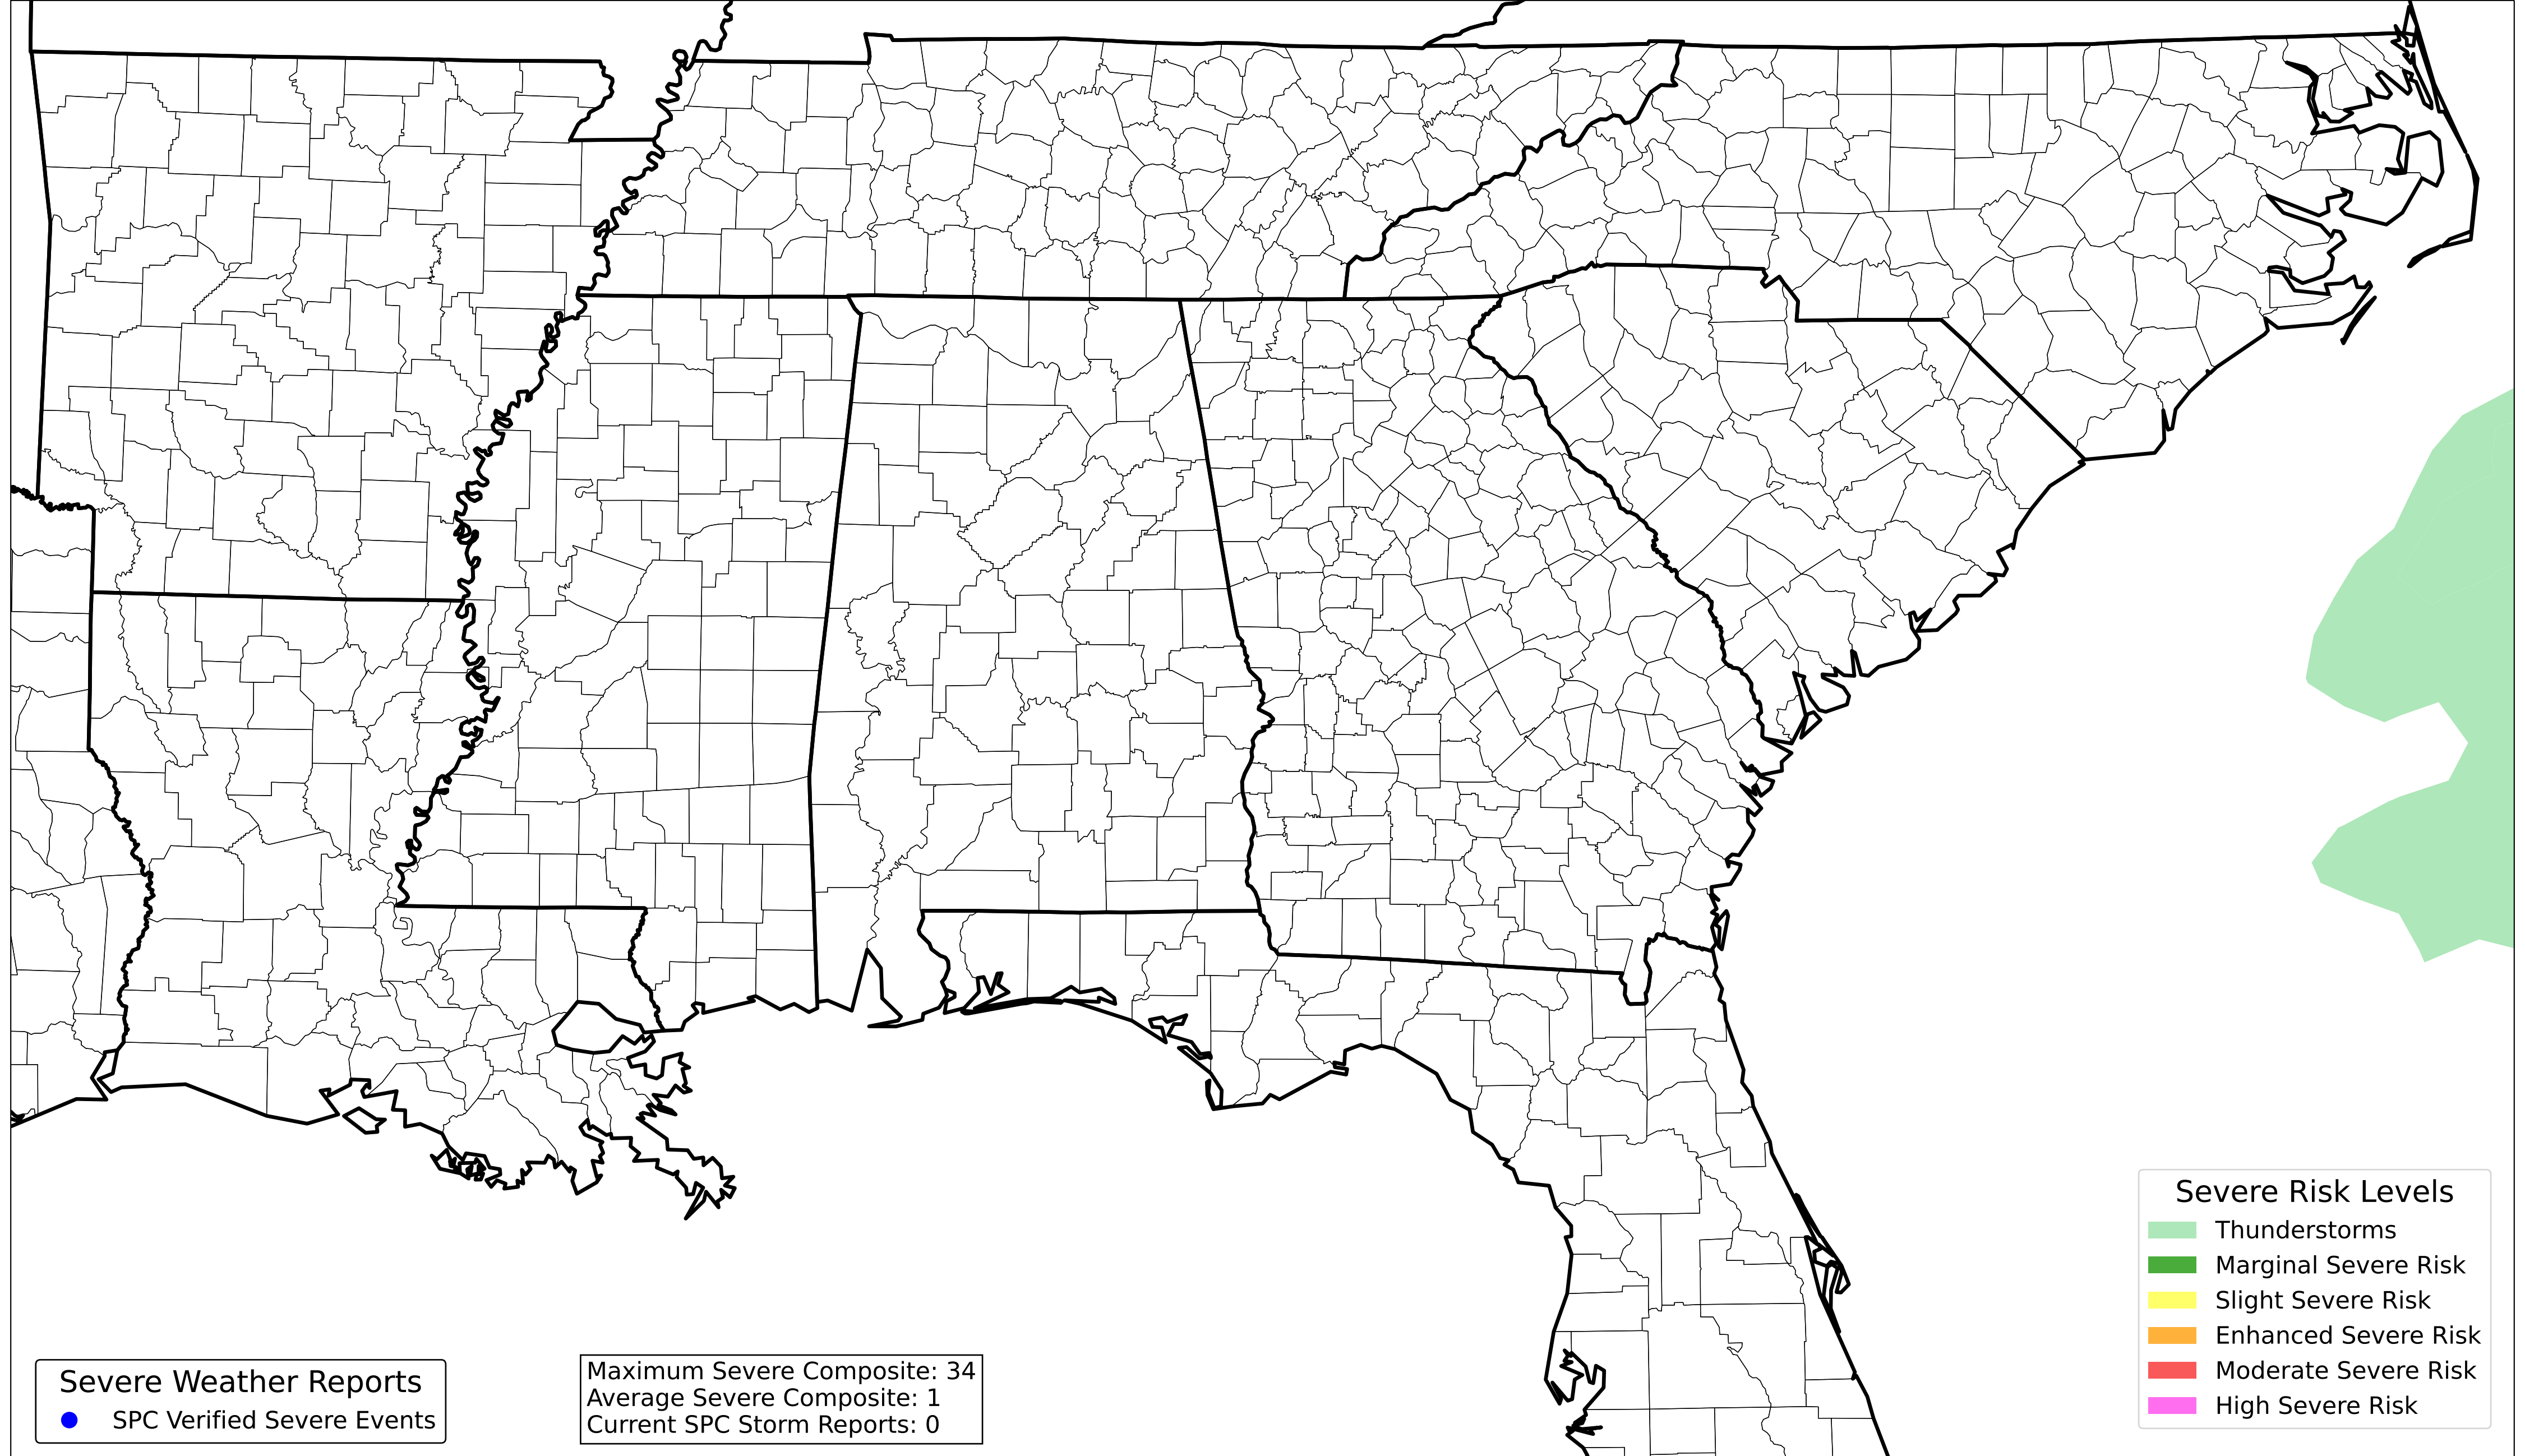 Severe Risk Levels
Thunderstorms
Marginal Severe Risk
Slight Severe Risk
Enhanced Severe Risk
Moderate Severe Risk
High Severe Risk
Severe Weather Reports
SPC Verified Severe Events
Maximum Severe Composite: 34
Average Severe Composite: 1
Current SPC Storm Reports: 0